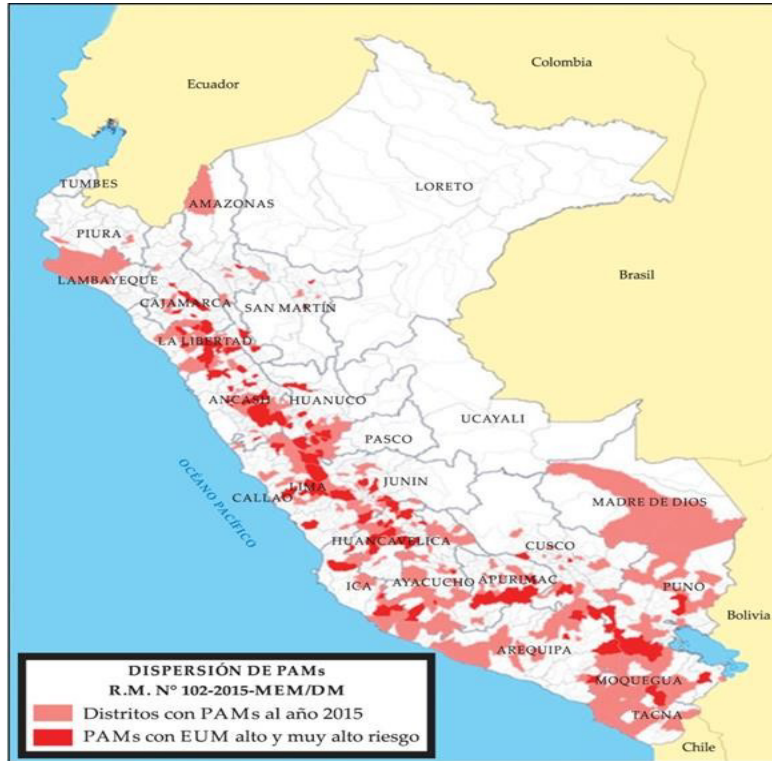 Colombia
Ecuador
TUMBES
LORETO
AMAZONAS
PIURA
Brasil
LAMBAYEQUE
CAJAMARCA
SAN MARTÍN
LA LIBERTAD
ANCASH
HUANUCO
UCAYALI
PASCO
OCÉANO PACÍFICO
JUNIN
LIMA
CALLAO
MADRE DE DIOS
HUANCAVELICA
CUSCO
ICA
AYACUCHO
APURIMAC
PUNO
Bolivia
AREQUIPA
MOQUEGUA
TACNA
Chile
DISPERSIÓN DE PAMs
R.M. N° 102-2015-MEM/DM
Distritos con PAMs al año 2015
PAMs con EUM alto y muy alto riesgo